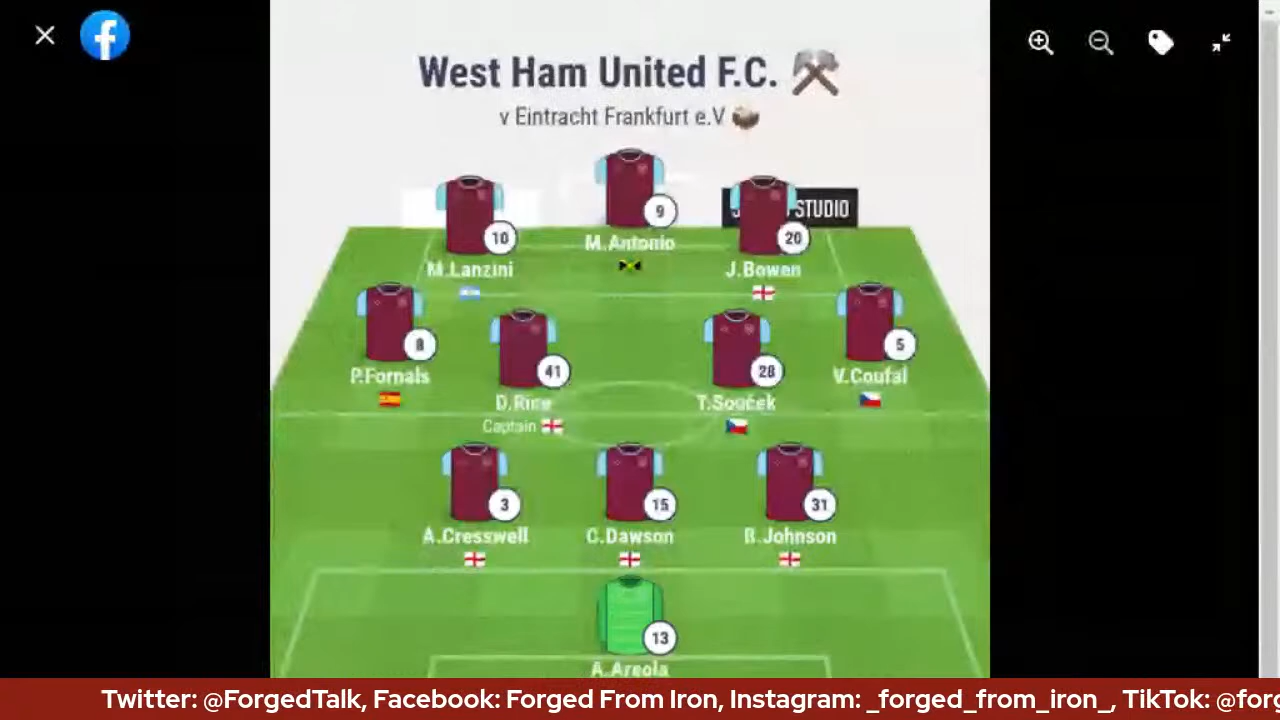 West Ham United F.C.
v Eintracht Frankfurt e.V
9
M.Antonio
10
M.Lanzini
20
J.Bowen
STUDIO
8
P.Fornals
5
V.Coufal
41
D.Rice
Captain
28
T.Souček
3
A.Cresswell
15
C.Dawson
31
B.Johnson
13
A.Areola
Twitter: @ForgedTalk, Facebook: Forged From Iron, Instagram: _forged_from_iron_, TikTok: @forg